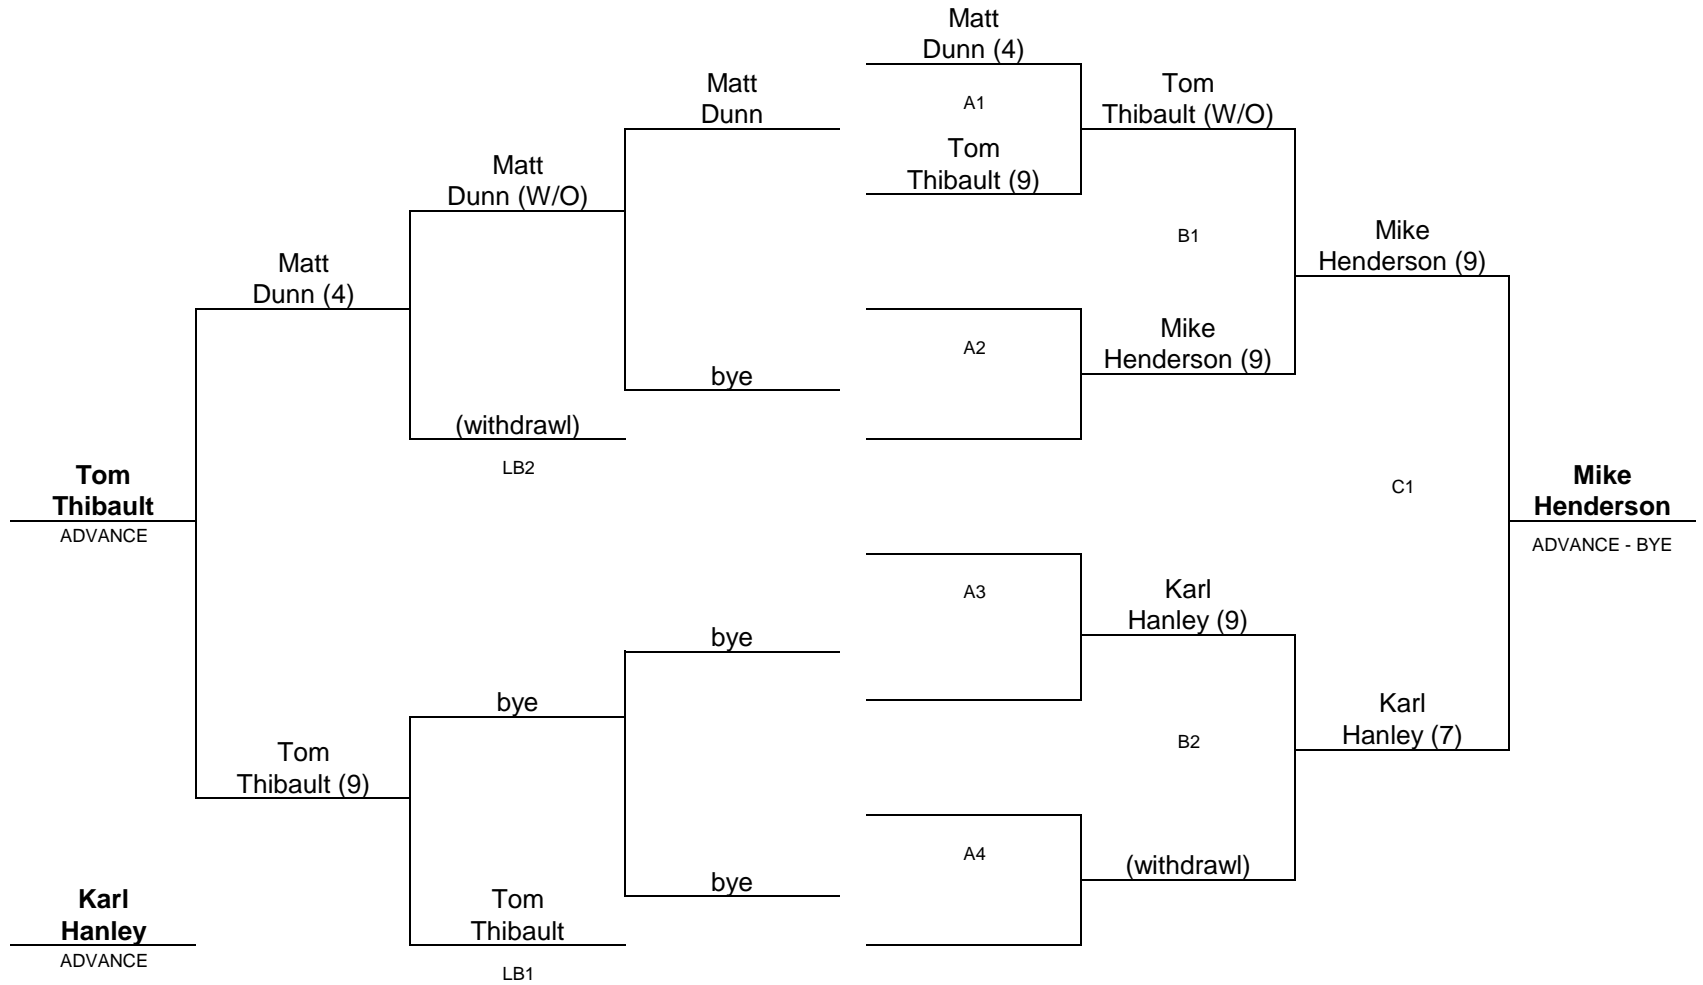 Matt
Dunn (4)
Matt
Dunn
A1
Tom
Thibault (W/O)
Tom
Thibault (9)
Matt
Dunn (W/O)
B1
Mike
Henderson (9)
Matt
Dunn (4)
A2
Mike
Henderson (9)
bye
(withdrawl)
LB2
Tom
Thibault
ADVANCE
C1
Mike
Henderson
ADVANCE - BYE
A3
Karl
Hanley (9)
bye
bye
B2
Karl
Hanley (7)
Tom
Thibault (9)
A4
(withdrawl)
bye
Tom
Thibault
LB1
Karl
Hanley
ADVANCE